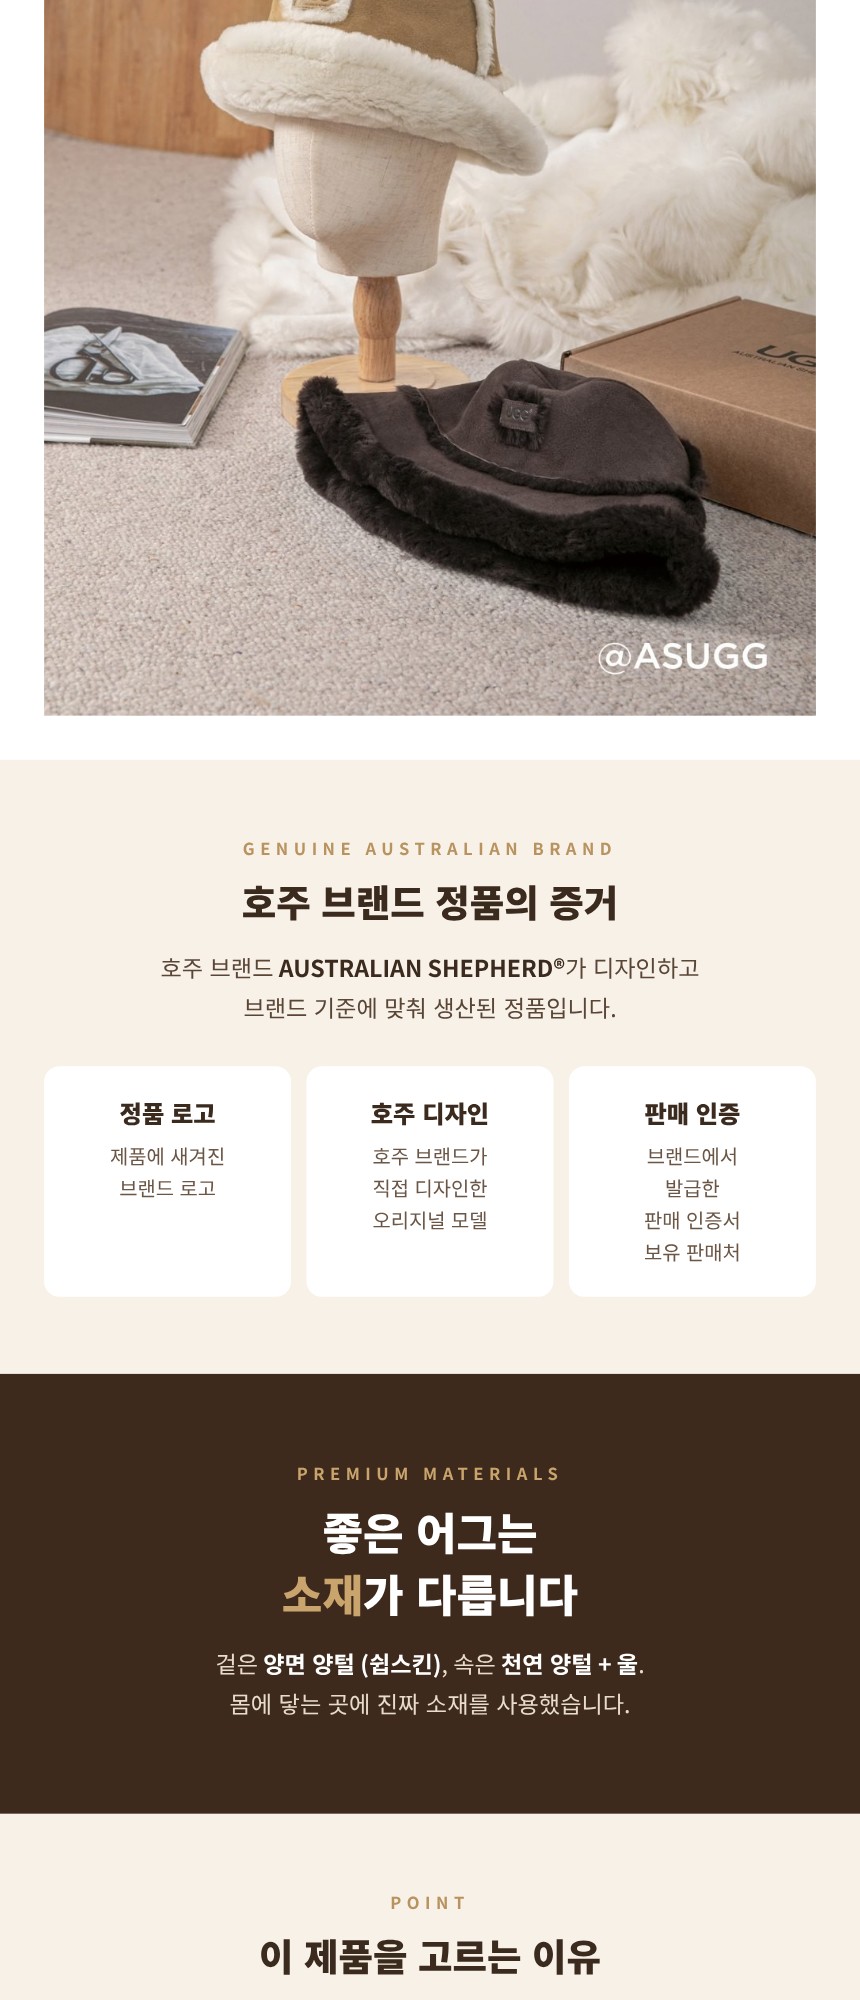 UGG
@ASUGG
GENUINE AUSTRALIAN BRAND
호주 브랜드 정품의 증거
호주 브랜드 AUSTRALIAN SHEPHERD®가 디자인하고
브랜드 기준에 맞춰 생산된 정품입니다.
정품 로고
제품에 새겨진
브랜드 로고
호주 디자인
호주 브랜드가
직접 디자인한
오리지널 모델
판매 인증
브랜드에서
발급한
판매 인증서
보유 판매처
PREMIUM MATERIALS
좋은 어그는
소재가 다릅니다
겉은 양면 양털 (쉽스킨), 속은 천연 양털 + 울.
몸에 닿는 곳에 진짜 소재를 사용했습니다.
POINT
이 제품을 고르는 이유